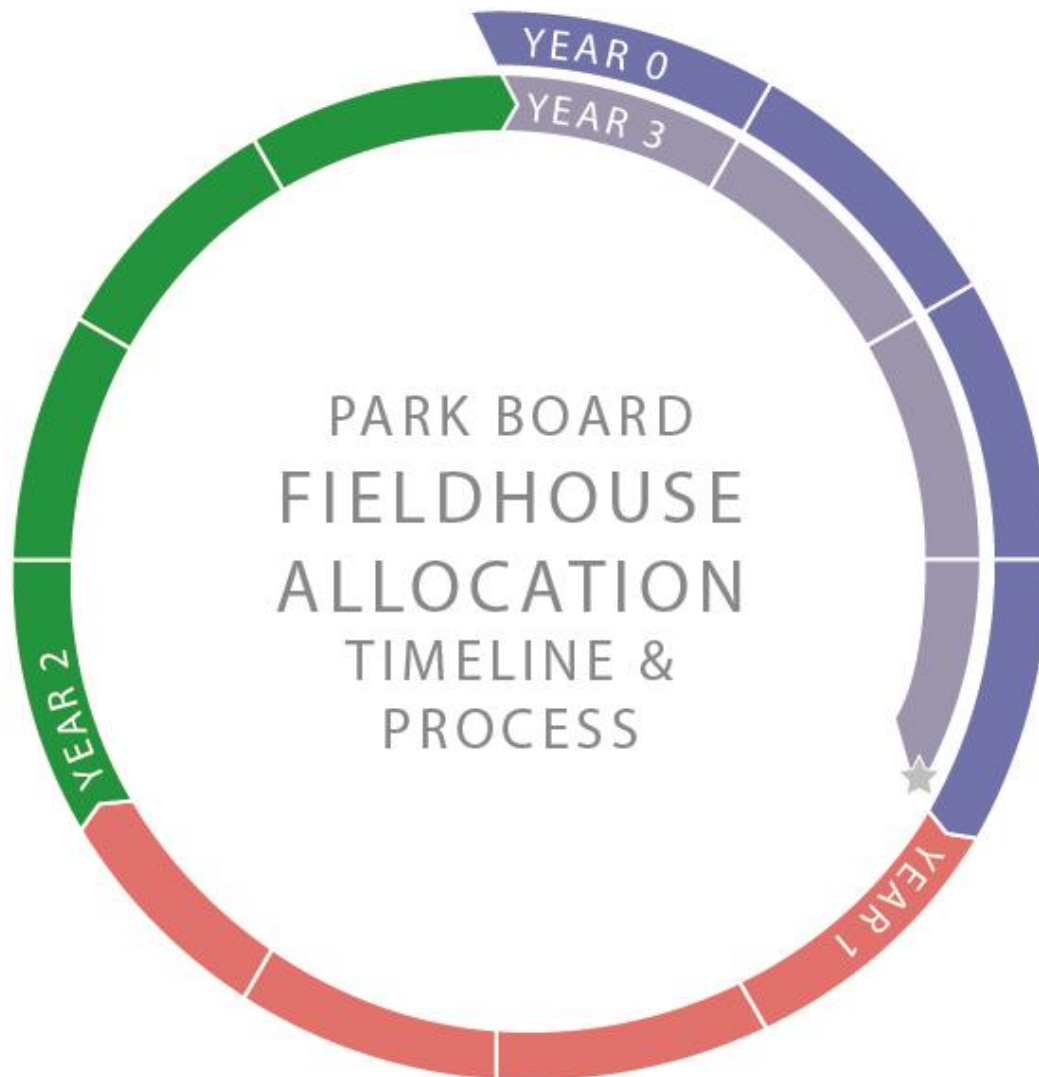 YEAR 0
YEAR 3
PARK BOARD
FIELDHOUSE
ALLOCATION
TIMELINE &
PROCESS
YEAR 2
YEAR 1